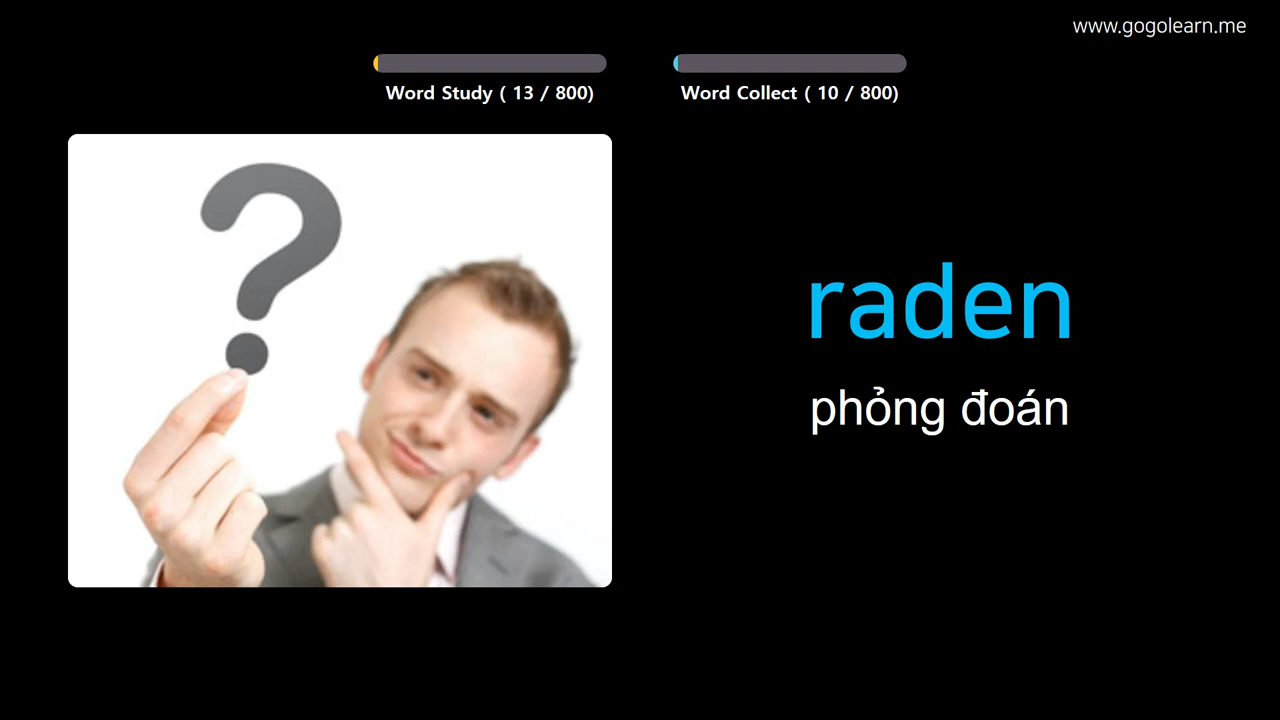 www.gogolearn.me
Word Study ( 13 / 800)
Word Collect ( 10 / 800)
?
raden
phỏng đoán